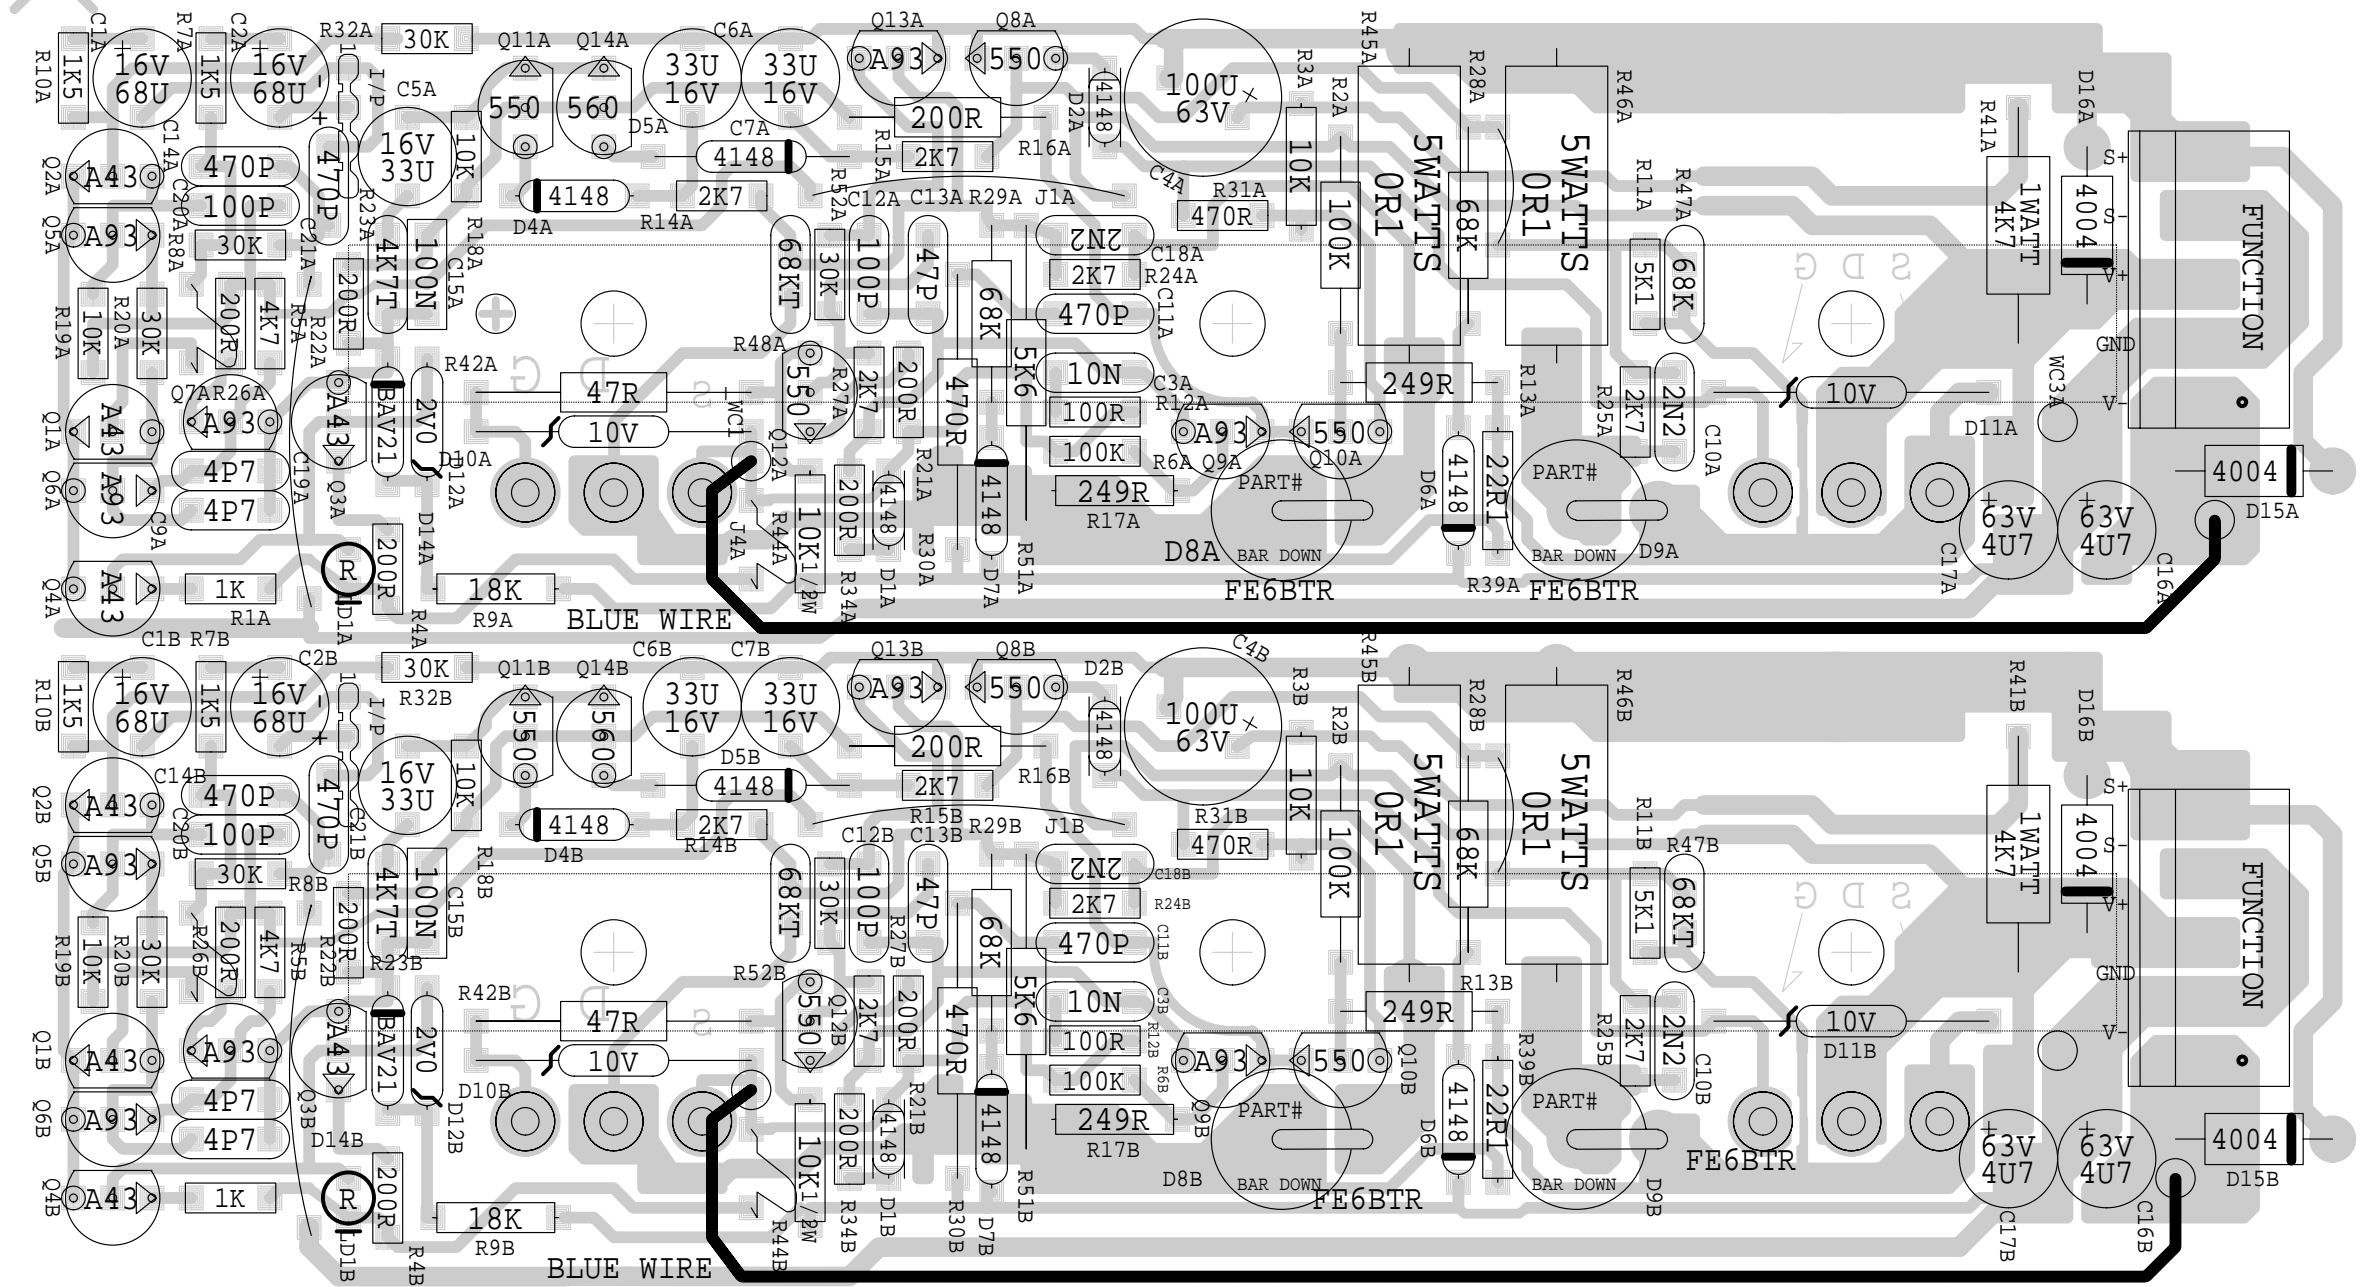 C1A
R7A
C2A
R32A
30K
Q11A
Q14A
C6A
Q13A
Q8A
R45A
R10A
1K5
16V
68U
1K5
16V
68U
I/P
C5A
550
560
33U
16V
33U
16V
A93
550
D2A
4148
100U
63V
R3A
R2A
R28A
R46A
D16A
R41A
200R
16V
33U
10K
D5A
C7A
4148
R15A
2K7
R16A
10K
5WATTS
0R1
5WATTS
0R1
S+
Q2A
A43
C14A
470P
C20A
100P
470P
R23A
D4A
4148
R14A
2K7
R52A
C12A
C13A
R29A
J1A
C4A
R31A
470R
100K
68K
R11A
R47A
1WATT
4K7
4004
S-
FUNCTION
Q5A
A93
R8A
30K
C21A
4K7T
100N
R18A
C15A
68KT
30K
100P
47P
2N2
C18A
2K7
R24A
5K1
68K
S D G
V+
R19A
10K
R20A
30K
200R
4K7
R5A
R22A
200R
68K
470P
C11A
5K6
GND
R48A
R42A
G D S
47R
10V
550
R27A
2K7
200R
470R
10N
C3A
100R
R12A
249R
R13A
R25A
2K7
2N2
C10A
10V
D11A
WC3A
V-
Q1A
A43
Q7A
R26A
A93
A43
BAV21
2V0
D10A
D12A
WC1
Q12A
100K
R6A
Q9A
A93
550
Q10A
Q6A
A93
4P7
4P7
C9A
C19A
Q3A
D14A
J4A
R44A
10K1/2W
200R
4148
R21A
R30A
4148
249R
R17A
PART#
BAR DOWN
D8A
FE6BTR
D6A
4148
22R1
PART#
BAR DOWN
D9A
R39A
FE6BTR
C17A
63V
4U7
63V
4U7
C16A
4004
D15A
Q4A
A43
1K
R1A
R
LD1A
200R
R4A
18K
R9A
BLUE WIRE
R34A
D1A
D7A
R51A
C1B
R7B
C2B
30K
R32B
Q11B
Q14B
C6B
C7B
Q13B
Q8B
D2B
C4B
R45B
R10B
1K5
16V
68U
1K5
16V
68U
I/P
550
560
33U
16V
33U
16V
A93
550
4148
100U
63V
R3B
R2B
R28B
R46B
R41B
D16B
200R
16V
33U
10K
D5B
4148
2K7
R15B
R16B
10K
5WATTS
0R1
5WATTS
0R1
S+
Q2B
A43
C14B
470P
C20B
100P
470P
C21B
4148
D4B
2K7
R14B
C12B
C13B
R29B
J1B
R31B
470R
100K
68K
R11B
R47B
1WATT
4K7
4004
S-
FUNCTION
Q5B
A93
30K
R8B
4K7T
100N
R18B
C15B
68KT
30K
100P
47P
2N2
C18B
2K7
R24B
5K1
68KT
S D G
V+
R19B
10K
R20B
30K
R26B
200R
4K7
R5B
R22B
200R
R23B
R27B
68K
470P
C11B
5K6
GND
R52B
R42B
G D S
47R
10V
550
Q12B
2K7
200R
470R
10N
C3B
100R
R12B
249R
R13B
R25B
2K7
2N2
C10B
10V
D11B
V-
Q1B
A43
A93
A43
BAV21
2V0
D10B
D12B
100K
R6B
A93
550
Q10B
Q9B
R39B
Q6B
A93
4P7
4P7
Q3B
D14B
10K1/2W
200R
4148
R21B
4148
249R
R17B
PART#
BAR DOWN
D8B
FE6BTR
D6B
4148
22R1
PART#
BAR DOWN
D9B
FE6BTR
63V
4U7
63V
4U7
C17B
C16B
4004
D15B
Q4B
A43
1K
R
LD1B
200R
R4B
18K
R9B
BLUE WIRE
R44B
R34B
D1B
R30B
D7B
R51B